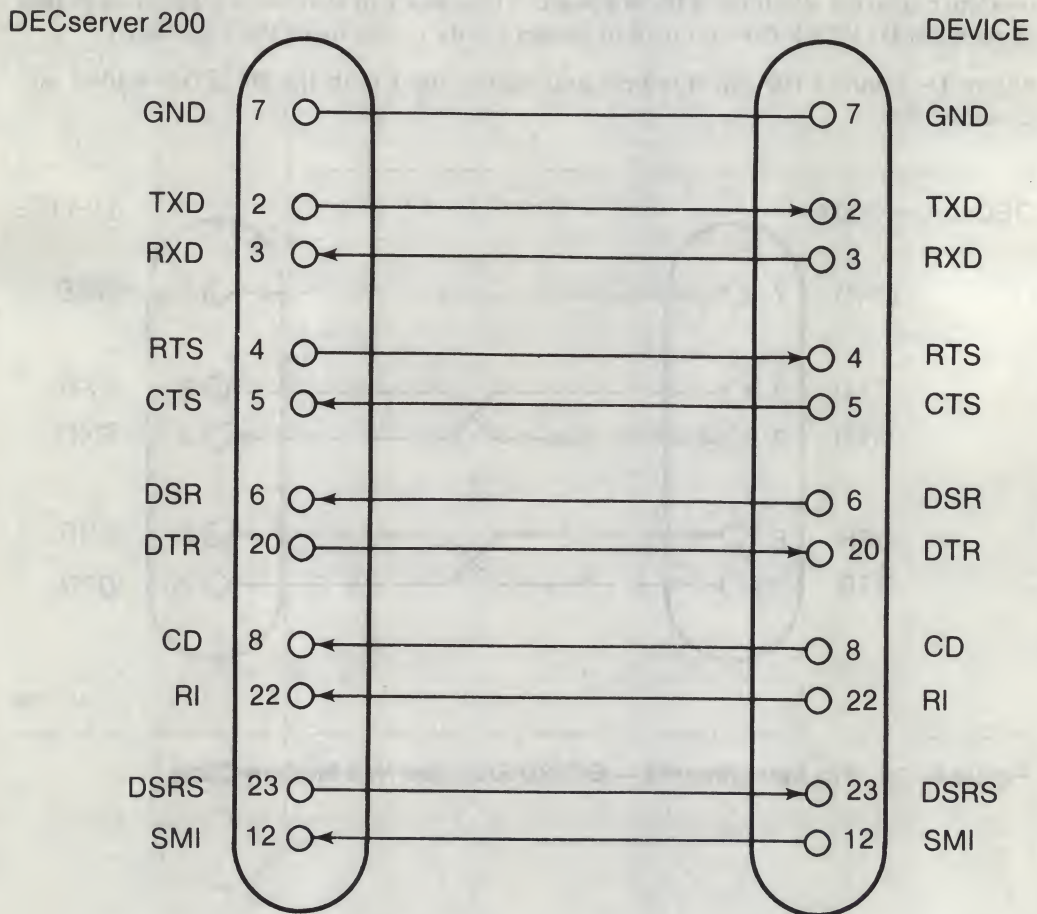 DECserver 200 DEVICE
GND 7 7 GND
TXD 2 2 TXD
RXD 3 3 RXD
RTS 4 4 RTS
CTS 5 5 CTS
DSR 6 6 DSR
DTR 20 20 DTR
CD 8 8 CD
RI 22 22 RI
DSRS 23 23 DSRS
SMI 12 12 SMI